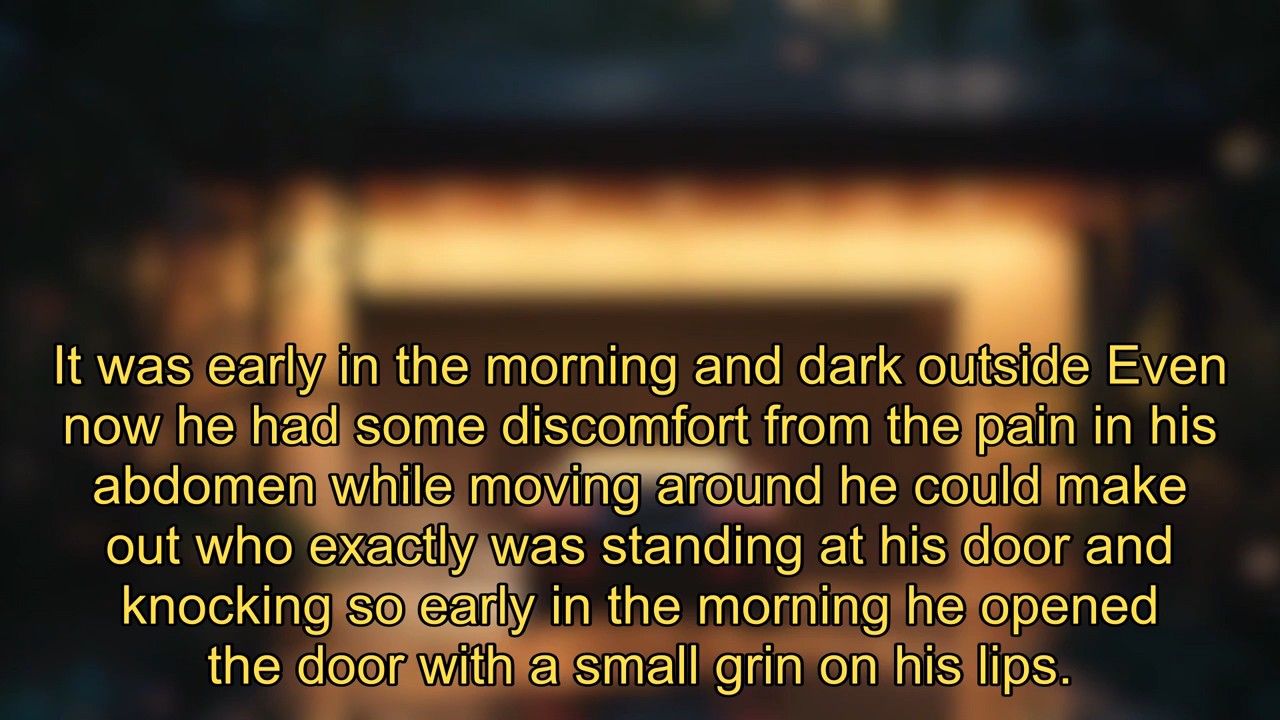 It was early in the morning and dark outside Even
now he had some discomfort from the pain in his
abdomen while moving around he could make
out who exactly was standing at his door and
knocking so early in the morning he opened
the door with a small grin on his lips.